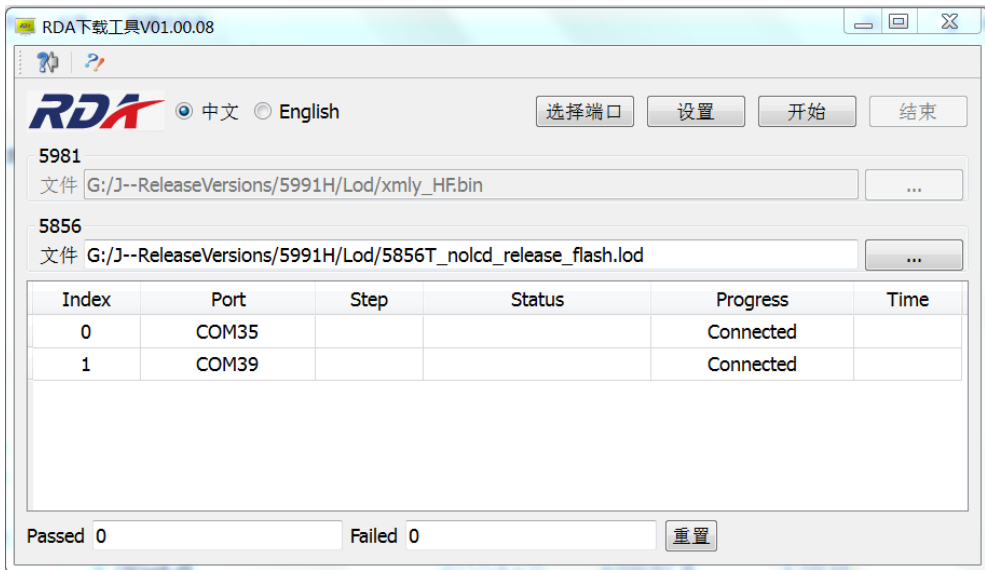 RDA下载工具V01.00.08
RDA 中文 English 选择端口 设置 开始 结束
5981
文件 G:/J--ReleaseVersions/5991H/Lod/xmly_HF.bin ...
5856
文件 G:/J--ReleaseVersions/5991H/Lod/5856T_nolcd_release_flash.lod ...
Index Port Step Status Progress Time
0 COM35 Connected
1 COM39 Connected
Passed 0 Failed 0 重置